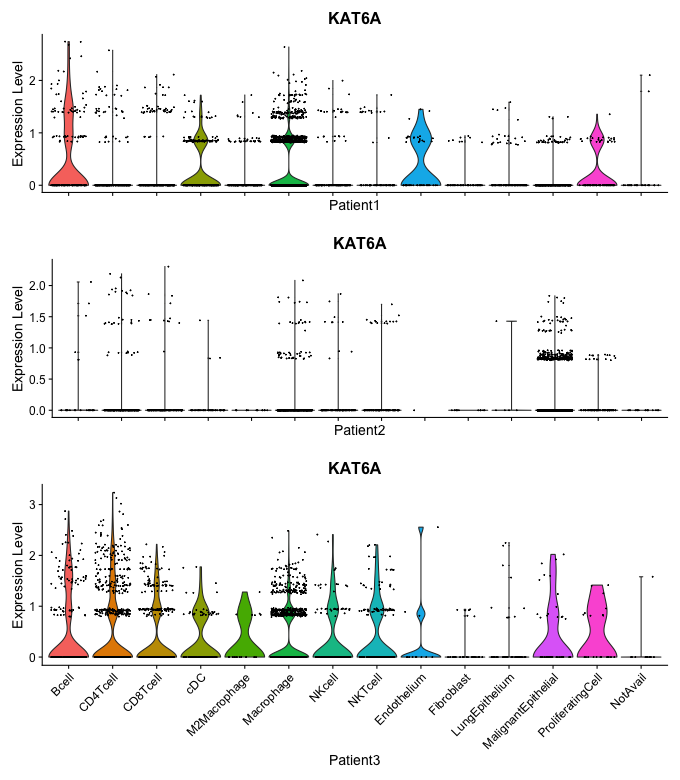 KAT6A
Expression Level
2
1
0
Patient1
KAT6A
Expression Level
2.0
1.5
1.0
0.5
0.0
Patient2
KAT6A
Expression Level
3
2
1
0
Bcell
CD4Tcell
CD8Tcell
cDC
M2Macrophage
Macrophage
NKcell
NKTcell
Endothelium
Fibroblast
LungEpithelium
MalignantEpithelial
ProliferatingCell
NotAvail
Patient3